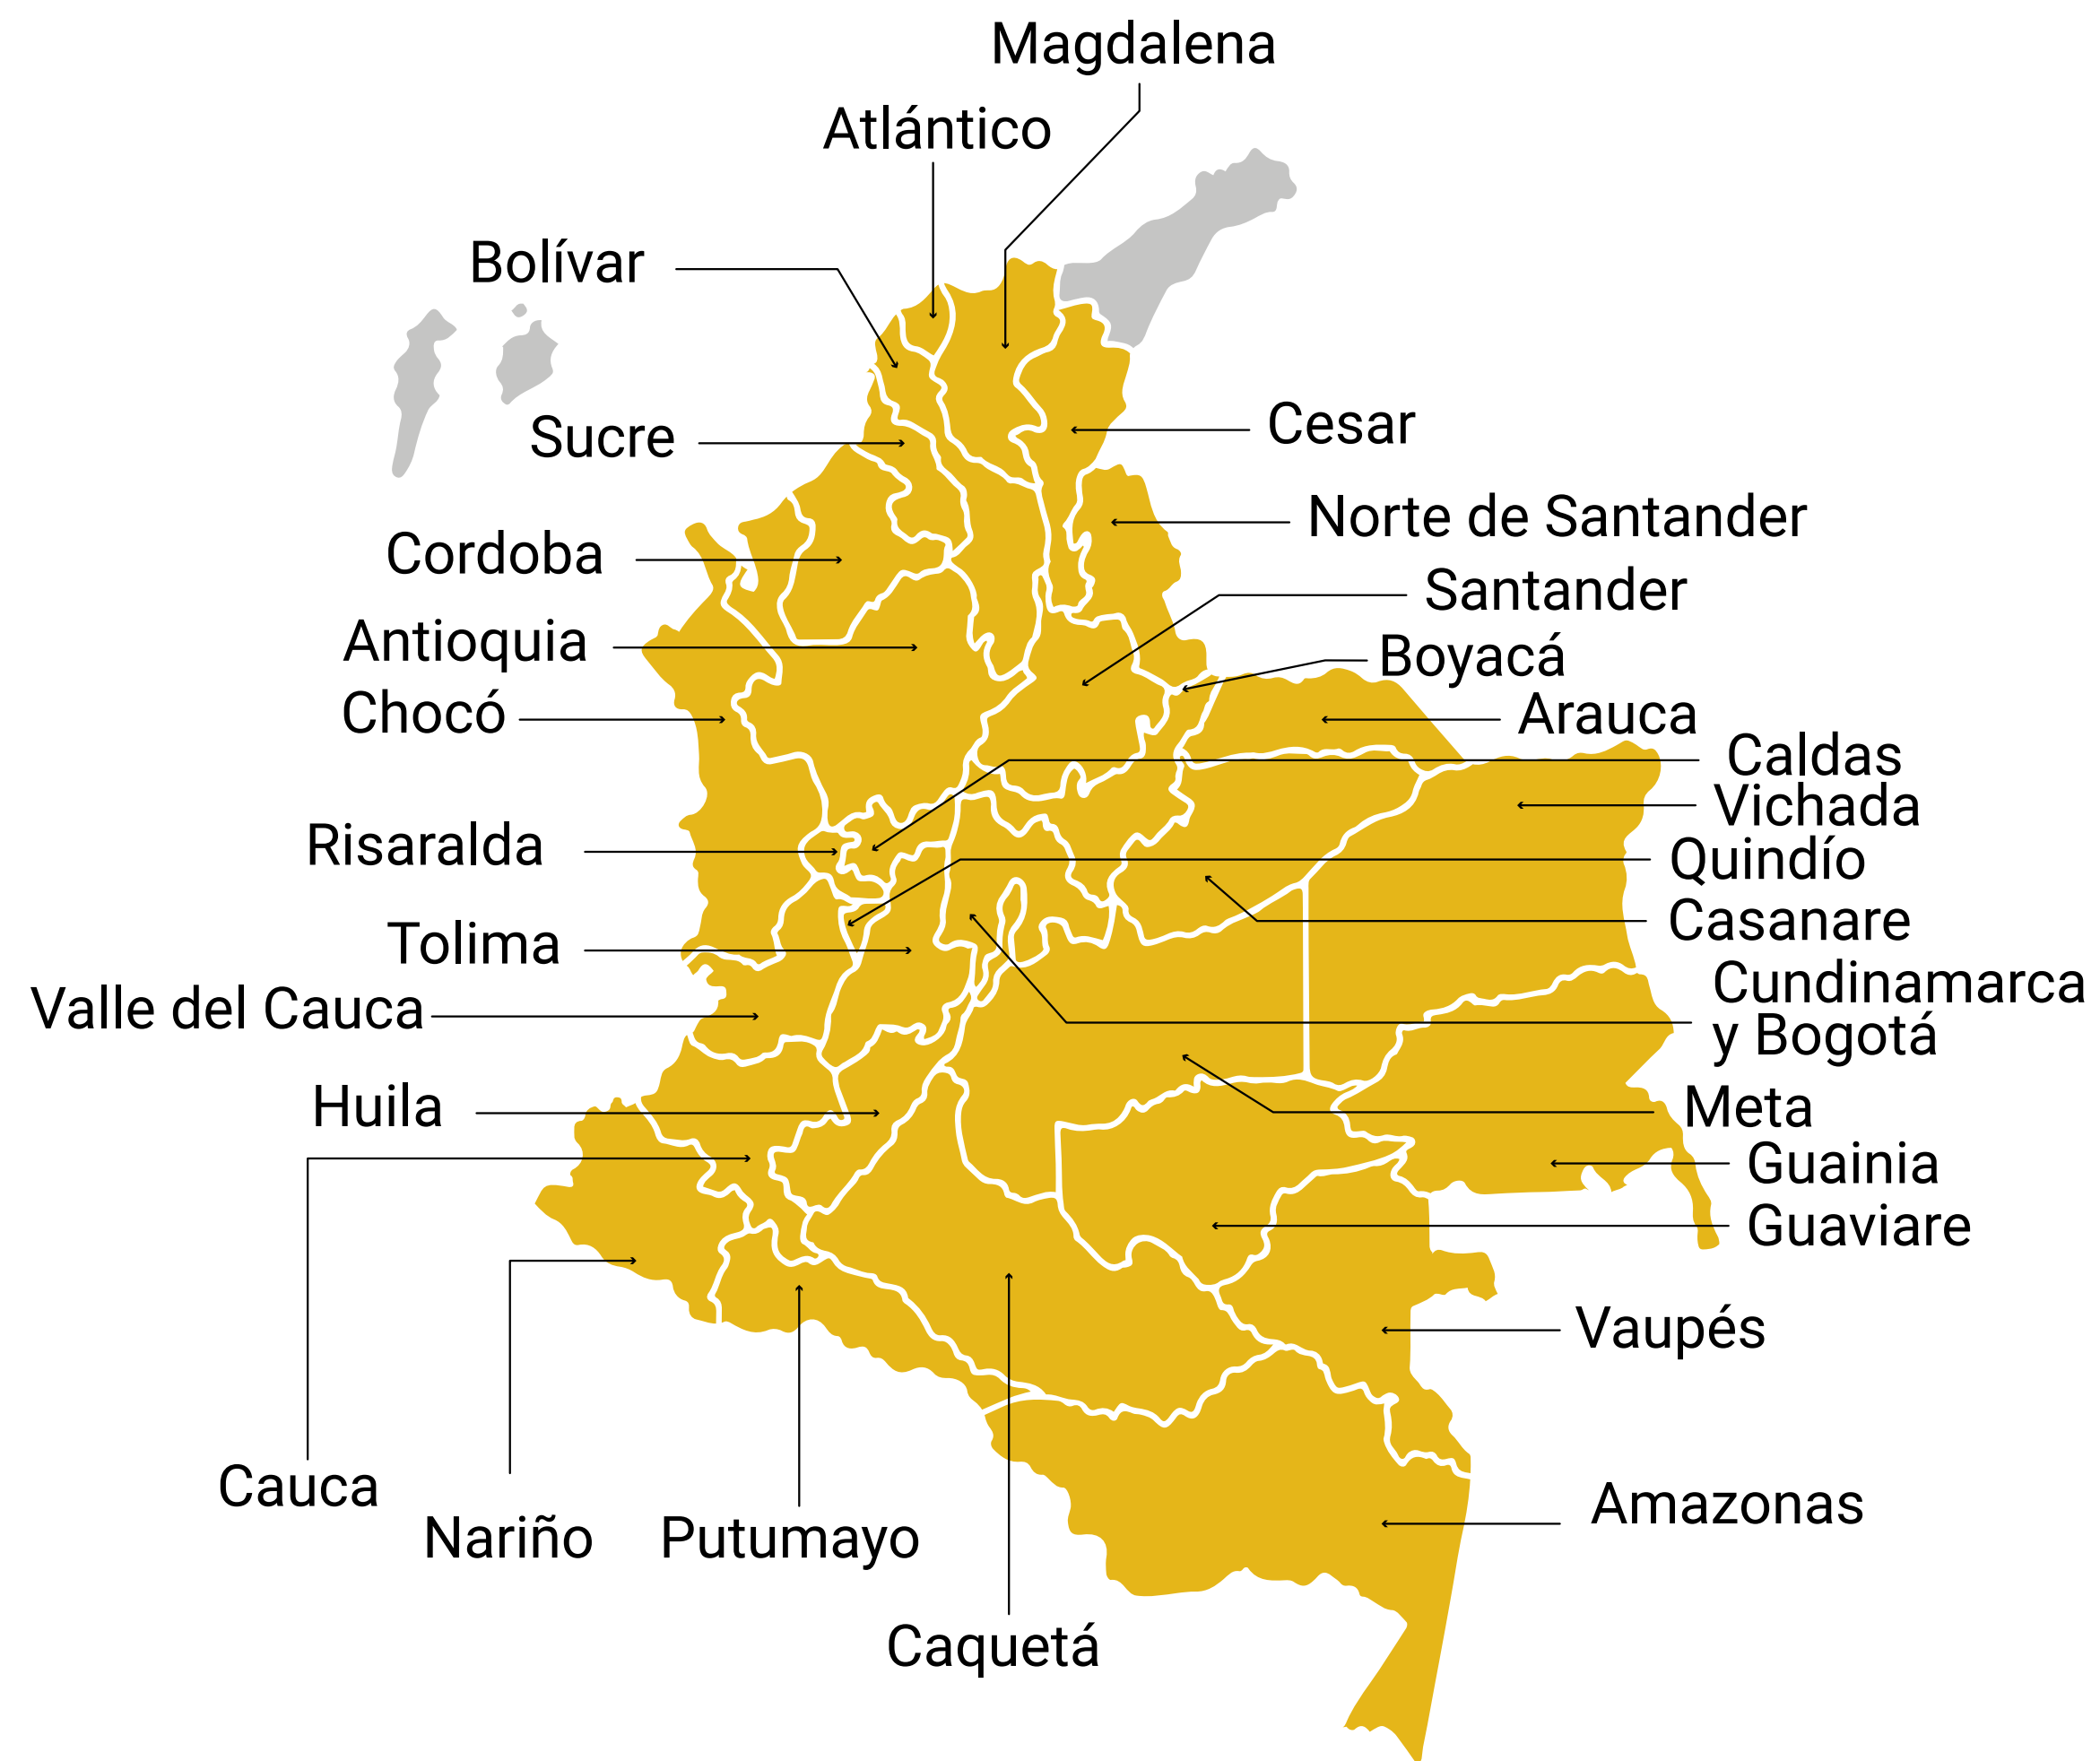 Magdalena
Atlántico
Bolívar
Sucre
Cesar
Norte de Santander
Cordoba
Santander
Antioquia
Boyacá
Chocó
Arauca
Caldas
Vichada
Risaralda
Quindío
Casanare
Tolima
Cundinamarca
y Bogotá
Valle del Cauca
Huila
Meta
Guainia
Guaviare
Vaupés
Cauca
Nariño
Putumayo
Amazonas
Caquetá